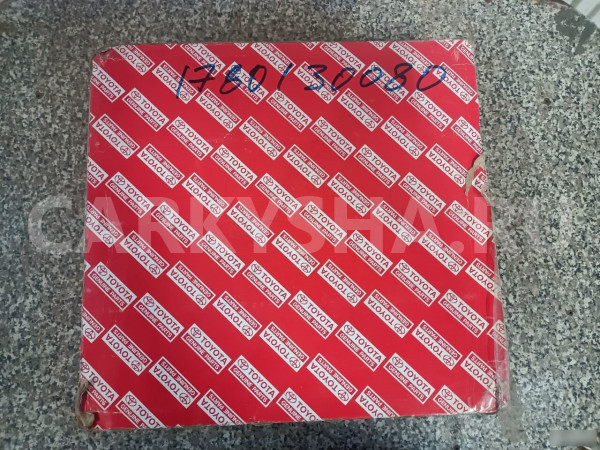 1780130080
TOYOTA
GENUINE PARTS
CARKYSHA.RU